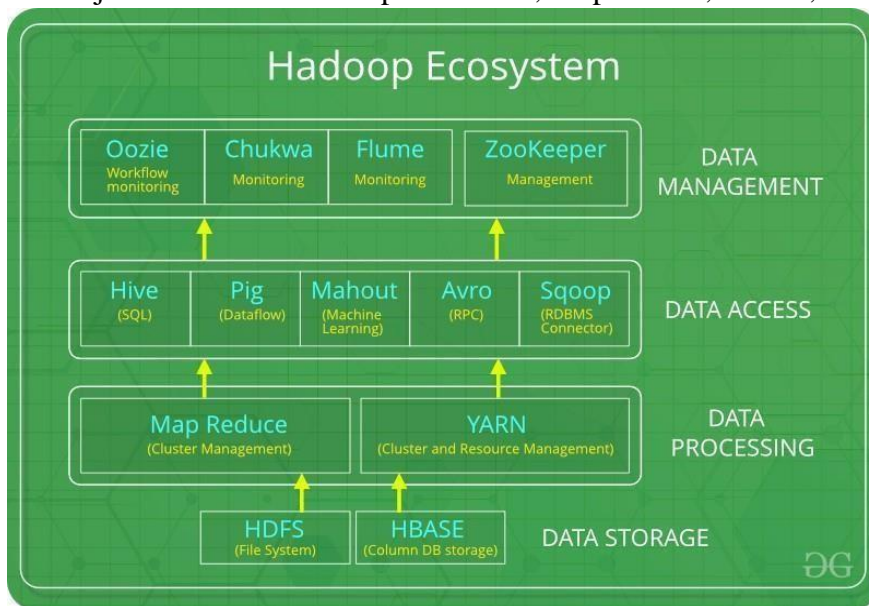 Hadoop Ecosystem
Oozie
Workflow
monitoring
Chukwa
Monitoring
Flume
Monitoring
ZooKeeper
Management
DATA
MANAGEMENT
Hive
(SQL)
Pig
(Dataflow)
Mahout
(Machine
Learning)
Avro
(RPC)
Sqoop
(RDBMS
Connector)
DATA ACCESS
Map Reduce
(Cluster Management)
YARN
(Cluster and Resource Management)
DATA
PROCESSING
HDFS
(File System)
HBASE
(Column DB storage)
DATA STORAGE